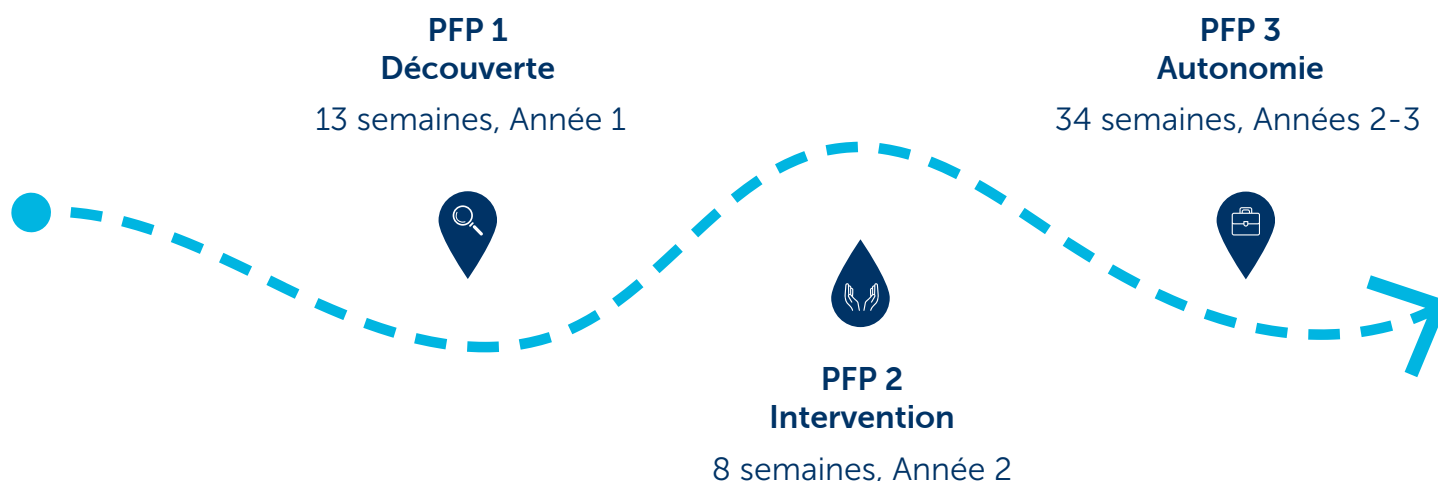 PFP 1
Découverte
13 semaines, Année 1
PFP 2
Intervention
8 semaines, Année 2
PFP 3
Autonomie
34 semaines, Années 2-3